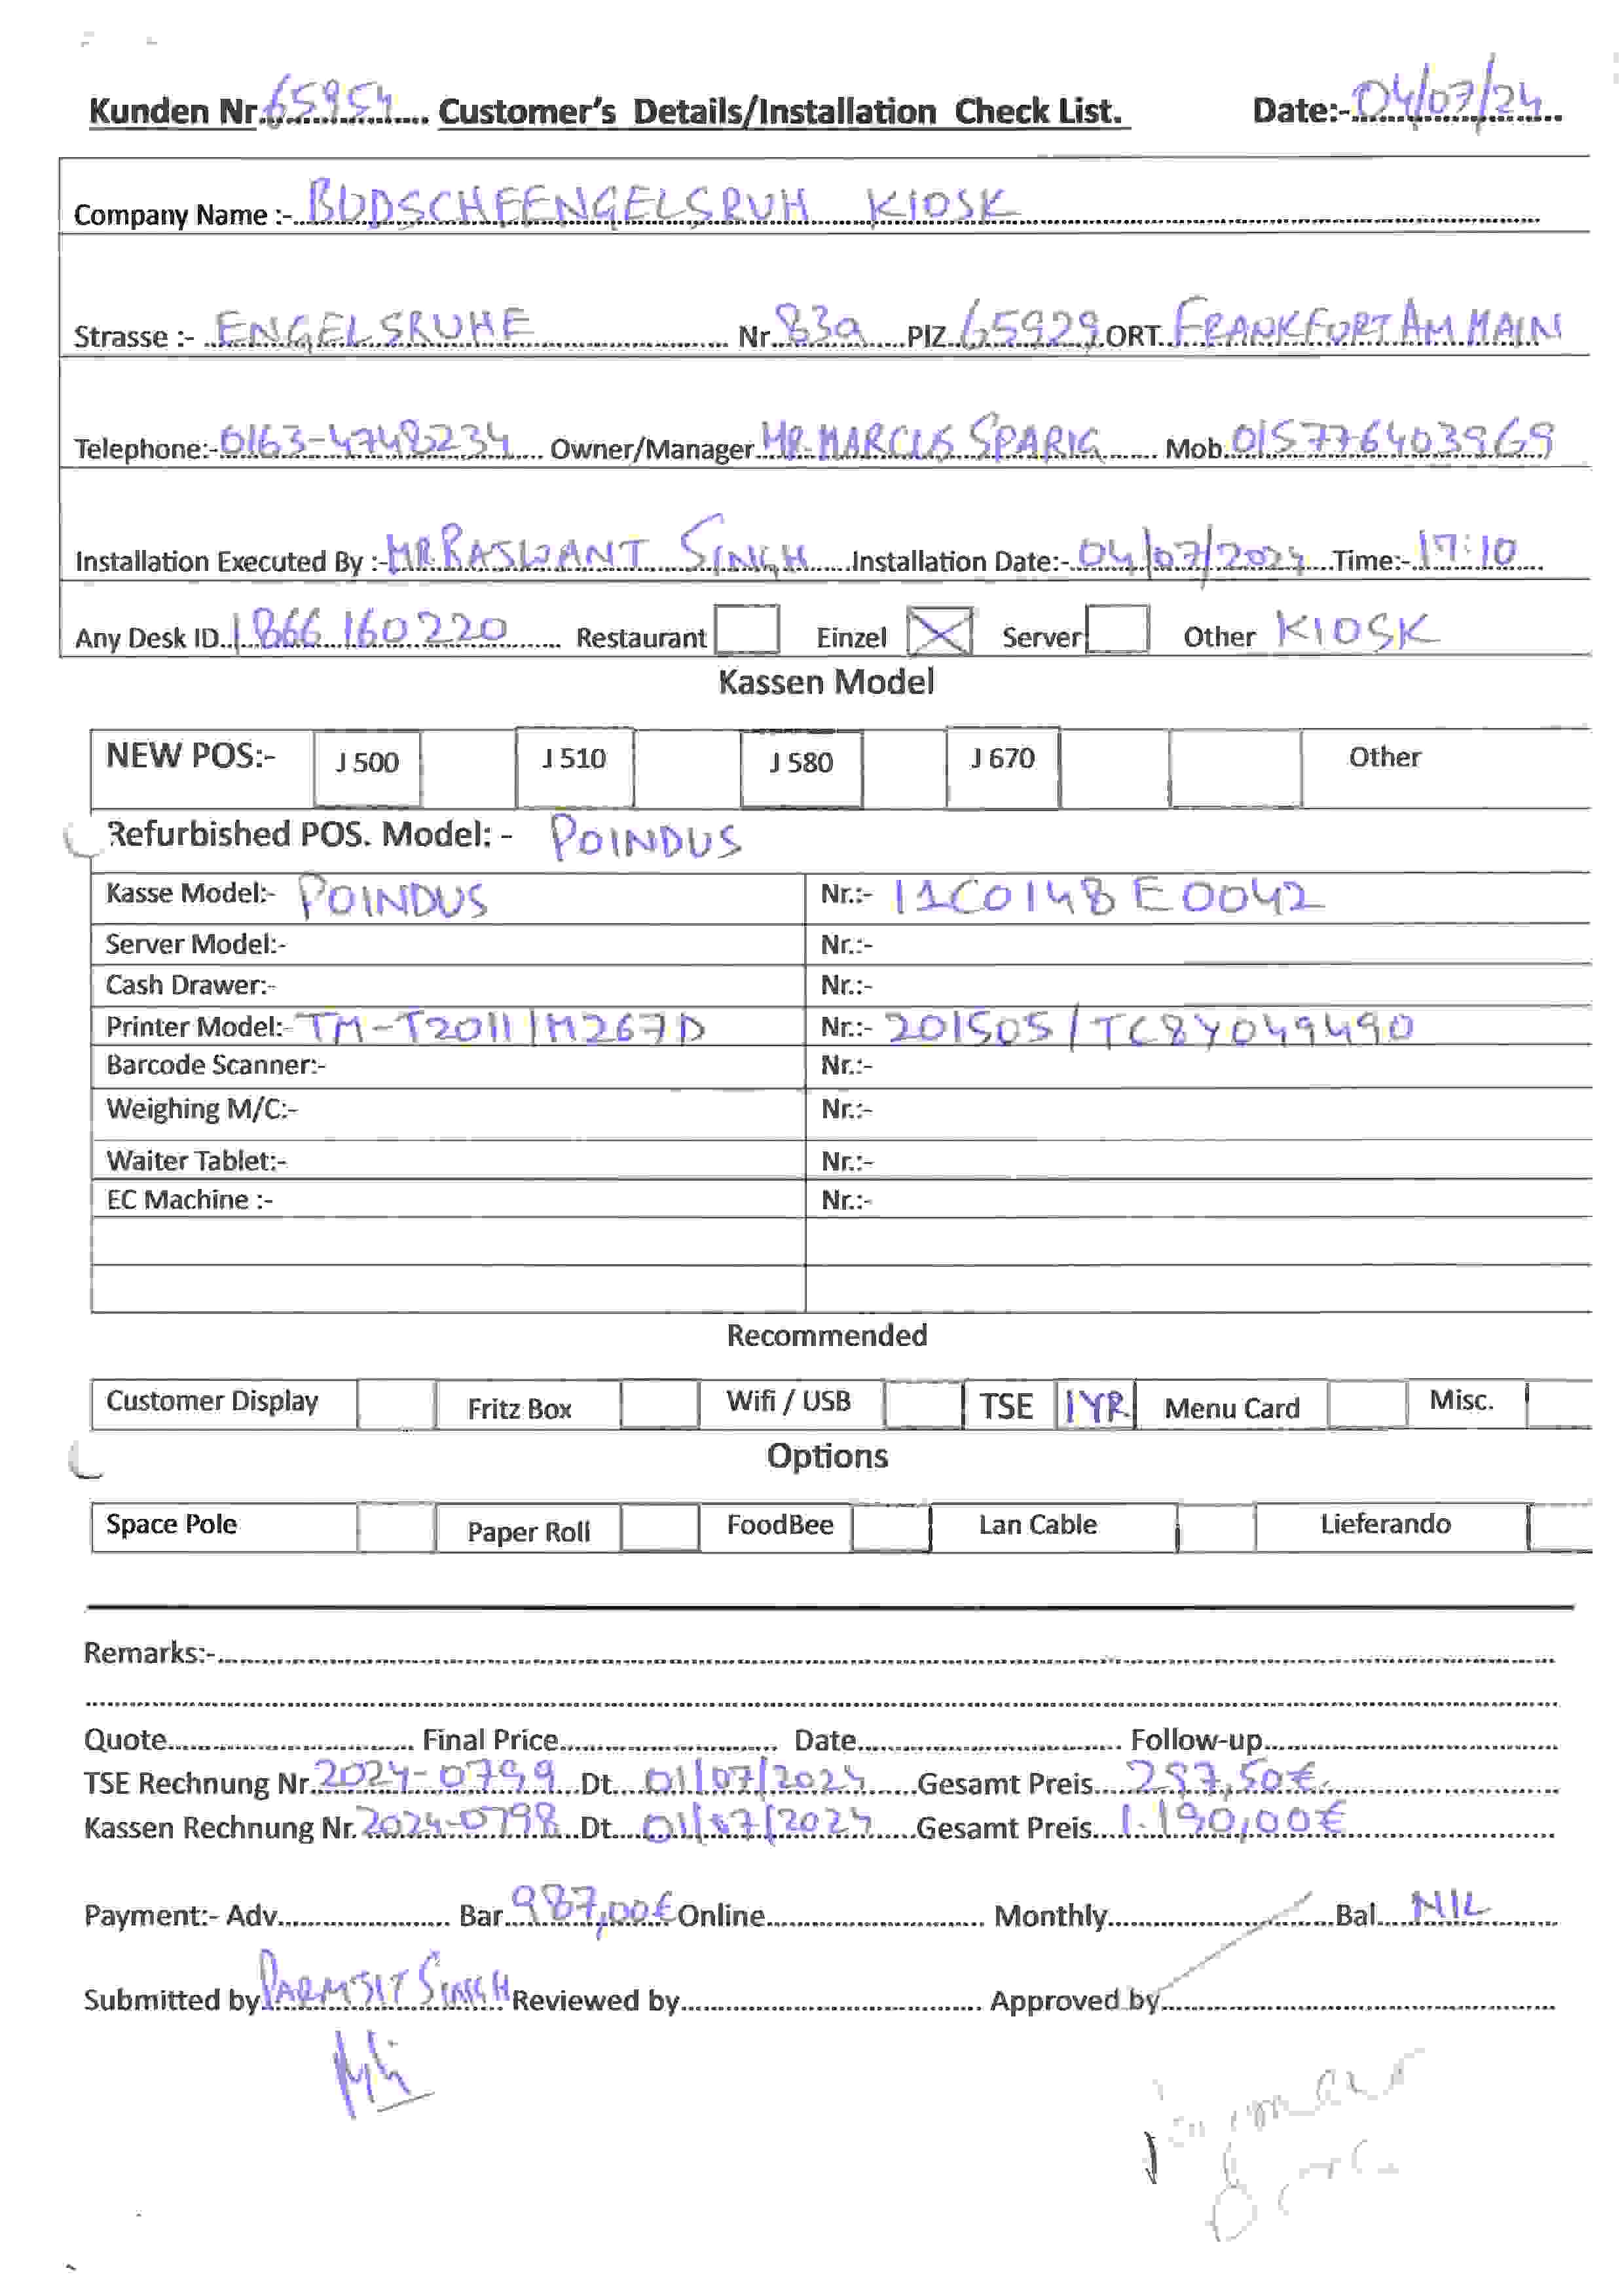 Kunden Nr. 65954 Customer's Details/Installation Check List. Date:- 04/07/24
Company Name :- BUDSCHEENGELSRUH KIOSK
Strasse :- ENGELSRUHE Nr. 83a PlZ. 65929 ORT. FRANKFORT AM MAIN
Telephone:- 0163-4748234 Owner/Manager MR. MARCUS SPARIG Mob. 015776403969
Installation Executed By :- MR. RASWANT SINGH Installation Date:- 04/07/2024 Time:- 17:10
Any Desk ID. 1866160220 Restaurant Einzel Server Other KIOSK
Kassen Model
NEW POS:- J 500 J 510 J 580 J 670 Other
Refurbished POS. Model: - POINDUS
Kasse Model:- POINDUS Nr.:- 11C0148E0042
Server Model:- Nr.:-
Cash Drawer:- Nr.:-
Printer Model:- TM-T2011/M267D Nr.:- 201505/TC8Y049490
Barcode Scanner:- Nr.:-
Weighing M/C:- Nr.:-
Waiter Tablet:- Nr.:-
EC Machine :- Nr.:-
Recommended
Customer Display Fritz Box Wifi / USB TSE 1YR Menu Card Misc.
Options
Space Pole Paper Roll FoodBee Lan Cable Lieferando
Remarks:-
Quote Final Price Date Follow-up
TSE Rechnung Nr. 2024-0799 Dt. 01/07/2024 Gesamt Preis 297,50€
Kassen Rechnung Nr. 2024-0798 Dt. 01/07/2024 Gesamt Preis 1.190,00€
Payment:- Adv. Bar 987,00€ Online Monthly Bal. NIL
Submitted by PARMJIT SINGH Reviewed by Approved by